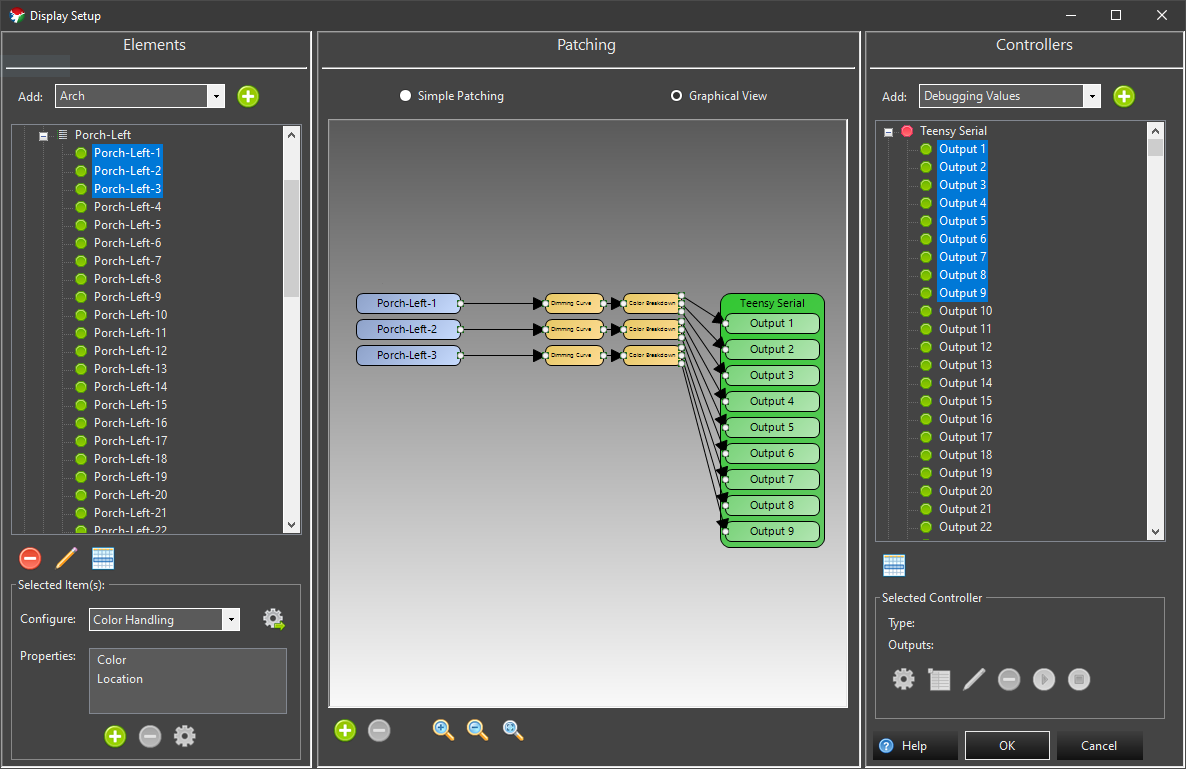 Display Setup
Elements
Add:
Arch
Porch-Left
Porch-Left-1
Porch-Left-2
Porch-Left-3
Porch-Left-4
Porch-Left-5
Porch-Left-6
Porch-Left-7
Porch-Left-8
Porch-Left-9
Porch-Left-10
Porch-Left-11
Porch-Left-12
Porch-Left-13
Porch-Left-14
Porch-Left-15
Porch-Left-16
Porch-Left-17
Porch-Left-18
Porch-Left-19
Porch-Left-20
Porch-Left-21
Porch-Left-22
Selected Item(s):
Configure:
Color Handling
Properties:
Color
Location
Patching
Simple Patching
Graphical View
Porch-Left-1
Dimming Curve
Color Breakdown
Porch-Left-2
Dimming Curve
Color Breakdown
Porch-Left-3
Dimming Curve
Color Breakdown
Teensy Serial
Output 1
Output 2
Output 3
Output 4
Output 5
Output 6
Output 7
Output 8
Output 9
Controllers
Add:
Debugging Values
Teensy Serial
Output 1
Output 2
Output 3
Output 4
Output 5
Output 6
Output 7
Output 8
Output 9
Output 10
Output 11
Output 12
Output 13
Output 14
Output 15
Output 16
Output 17
Output 18
Output 19
Output 20
Output 21
Output 22
Selected Controller
Type:
Outputs:
Help
OK
Cancel